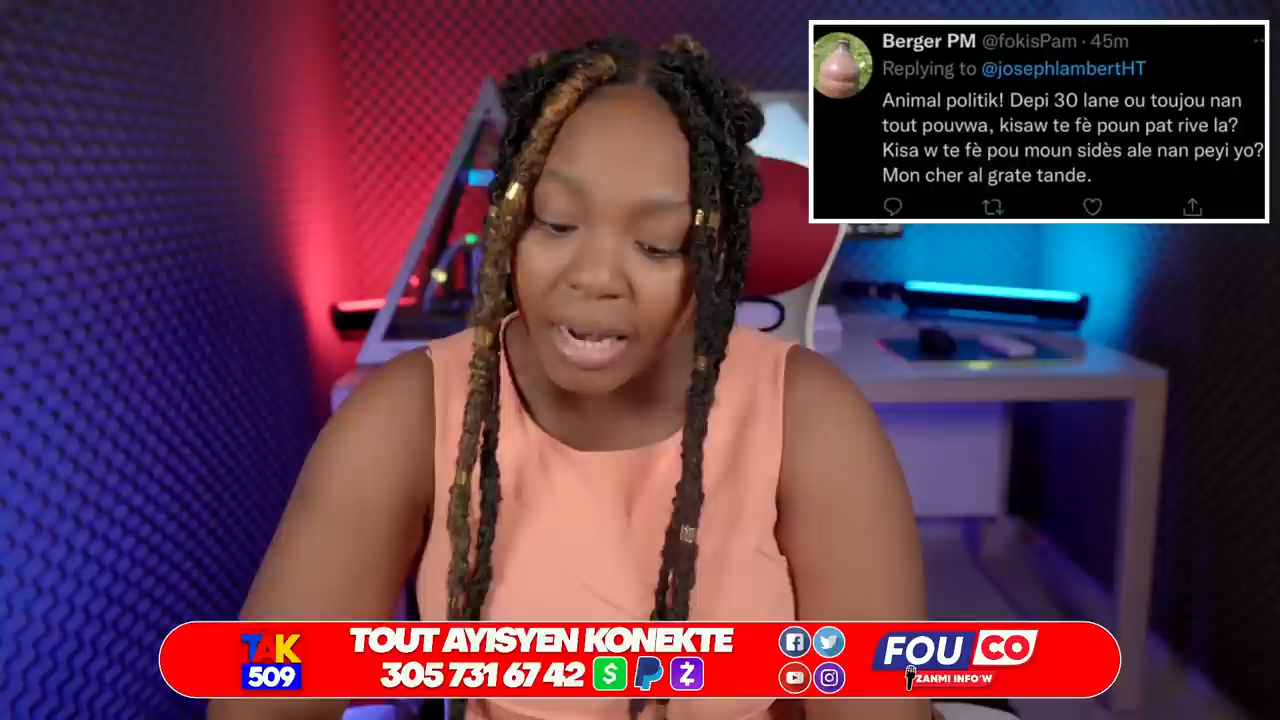 Berger PM @fokisPam · 45m
Replying to @josephlambertHT
Animal politik! Depi 30 lane ou toujou nan
tout pouvwa, kisaw te fè poun pat rive la?
Kisa w te fè pou moun sidès ale nan peyi yo?
Mon cher al grate tande.
TAK
509
TOUT AYISYEN KONEKTE
305 731 67 42
FOUCO
ZANMI INFO'W